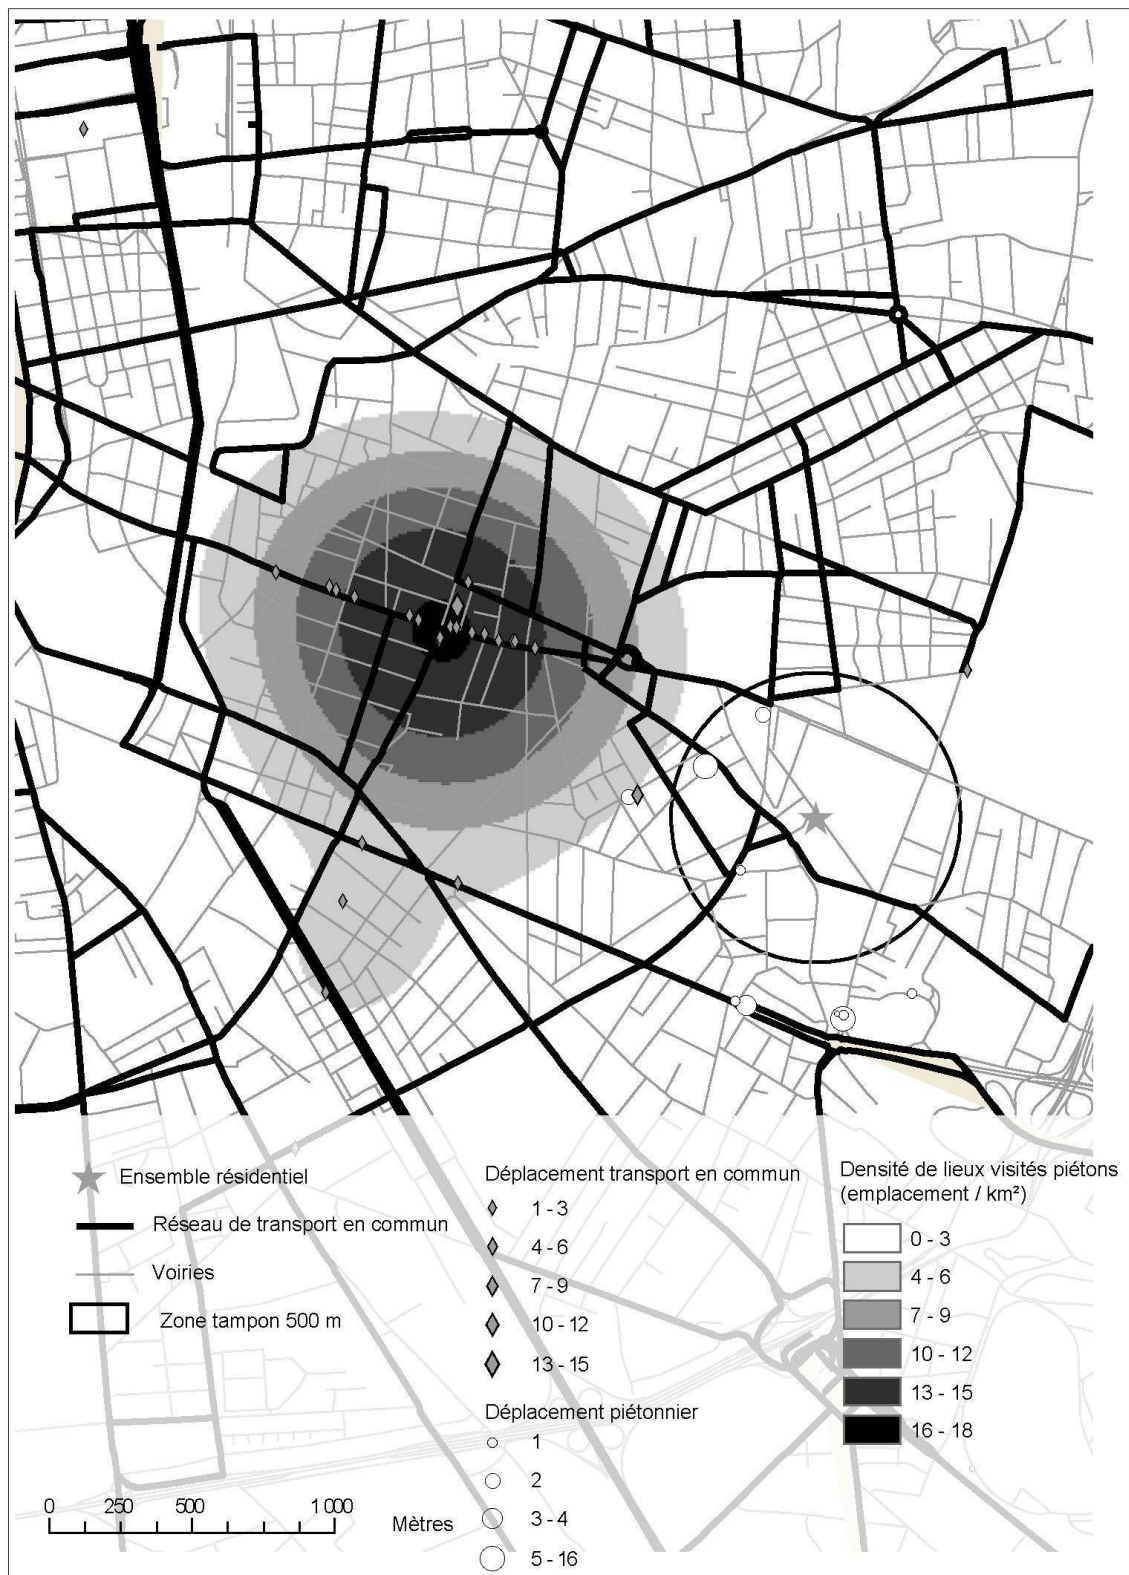 Ensemble résidentiel
Réseau de transport en commun
Voiries
Zone tampon 500 m
0 250 500 1 000
Mètres
Déplacement transport en commun
1 - 3
4 - 6
7 - 9
10 - 12
13 - 15
Déplacement piétonnier
1
2
3 - 4
5 - 16
Densité de lieux visités piétons
(emplacement / km²)
0 - 3
4 - 6
7 - 9
10 - 12
13 - 15
16 - 18